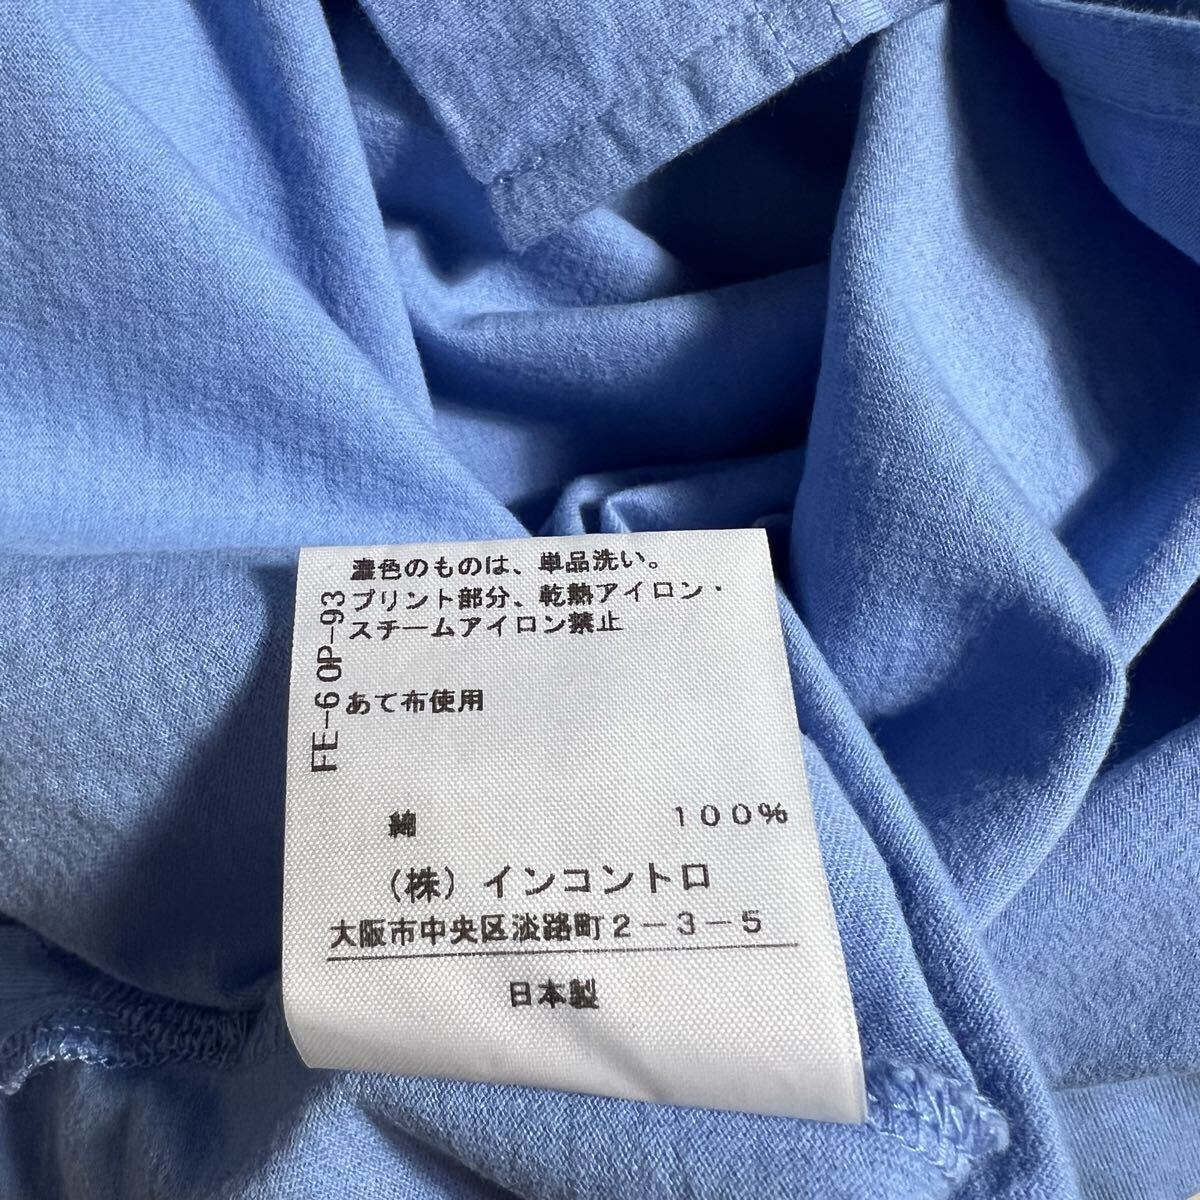 濃色のものは、単品洗い。
プリント部分、乾熱アイロン・
スチームアイロン禁止
あて布使用
FE-60P-93
綿 100%
(株)インコントロ
大阪市中央区淡路町2-3-5
日本製